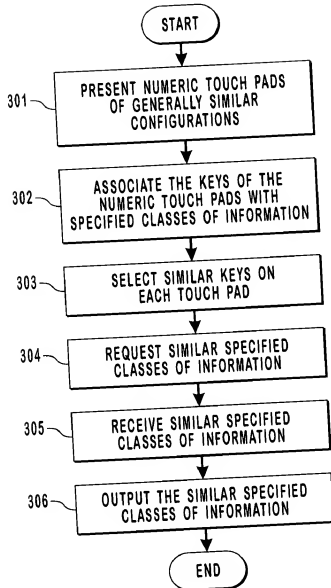 START
301
PRESENT NUMERIC TOUCH PADS
OF GENERALLY SIMILAR
CONFIGURATIONS
302
ASSOCIATE THE KEYS OF THE
NUMERIC TOUCH PADS WITH
SPECIFIED CLASSES OF INFORMATION
303
SELECT SIMILAR KEYS ON
EACH TOUCH PAD
304
REQUEST SIMILAR SPECIFIED
CLASSES OF INFORMATION
305
RECEIVE SIMILAR SPECIFIED
CLASSES OF INFORMATION
306
OUTPUT THE SIMILAR SPECIFIED
CLASSES OF INFORMATION
END